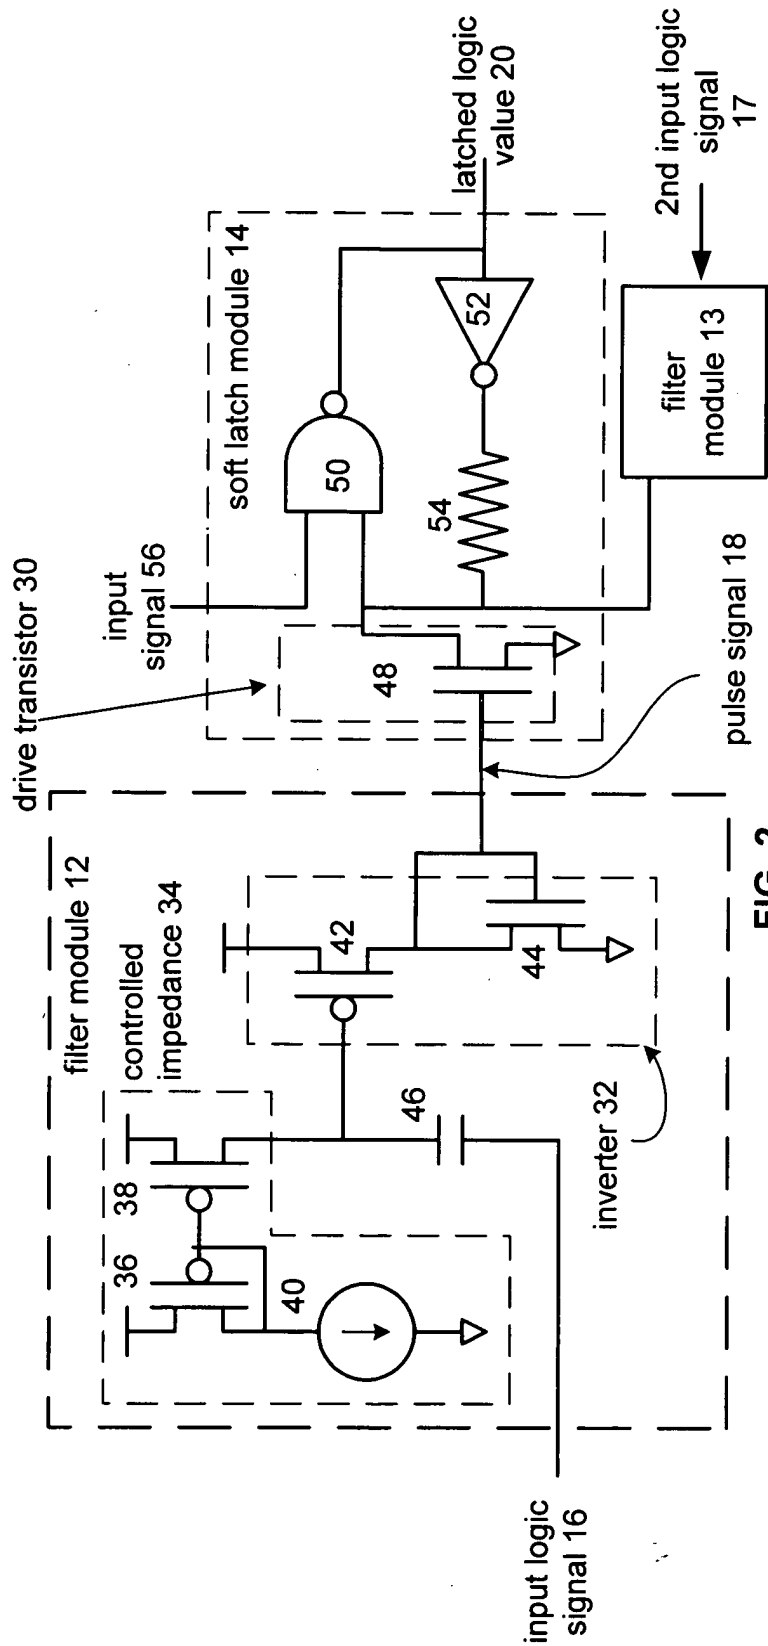 drive transistor 30
input
signal 56
soft latch module 14
50
48
54
52
latched logic
value 20
filter
module 13
2nd input logic
signal
17
pulse signal 18
filter module 12
controlled
impedance 34
36
38
40
42
44
46
inverter 32
input logic
signal 16
FIG. 2